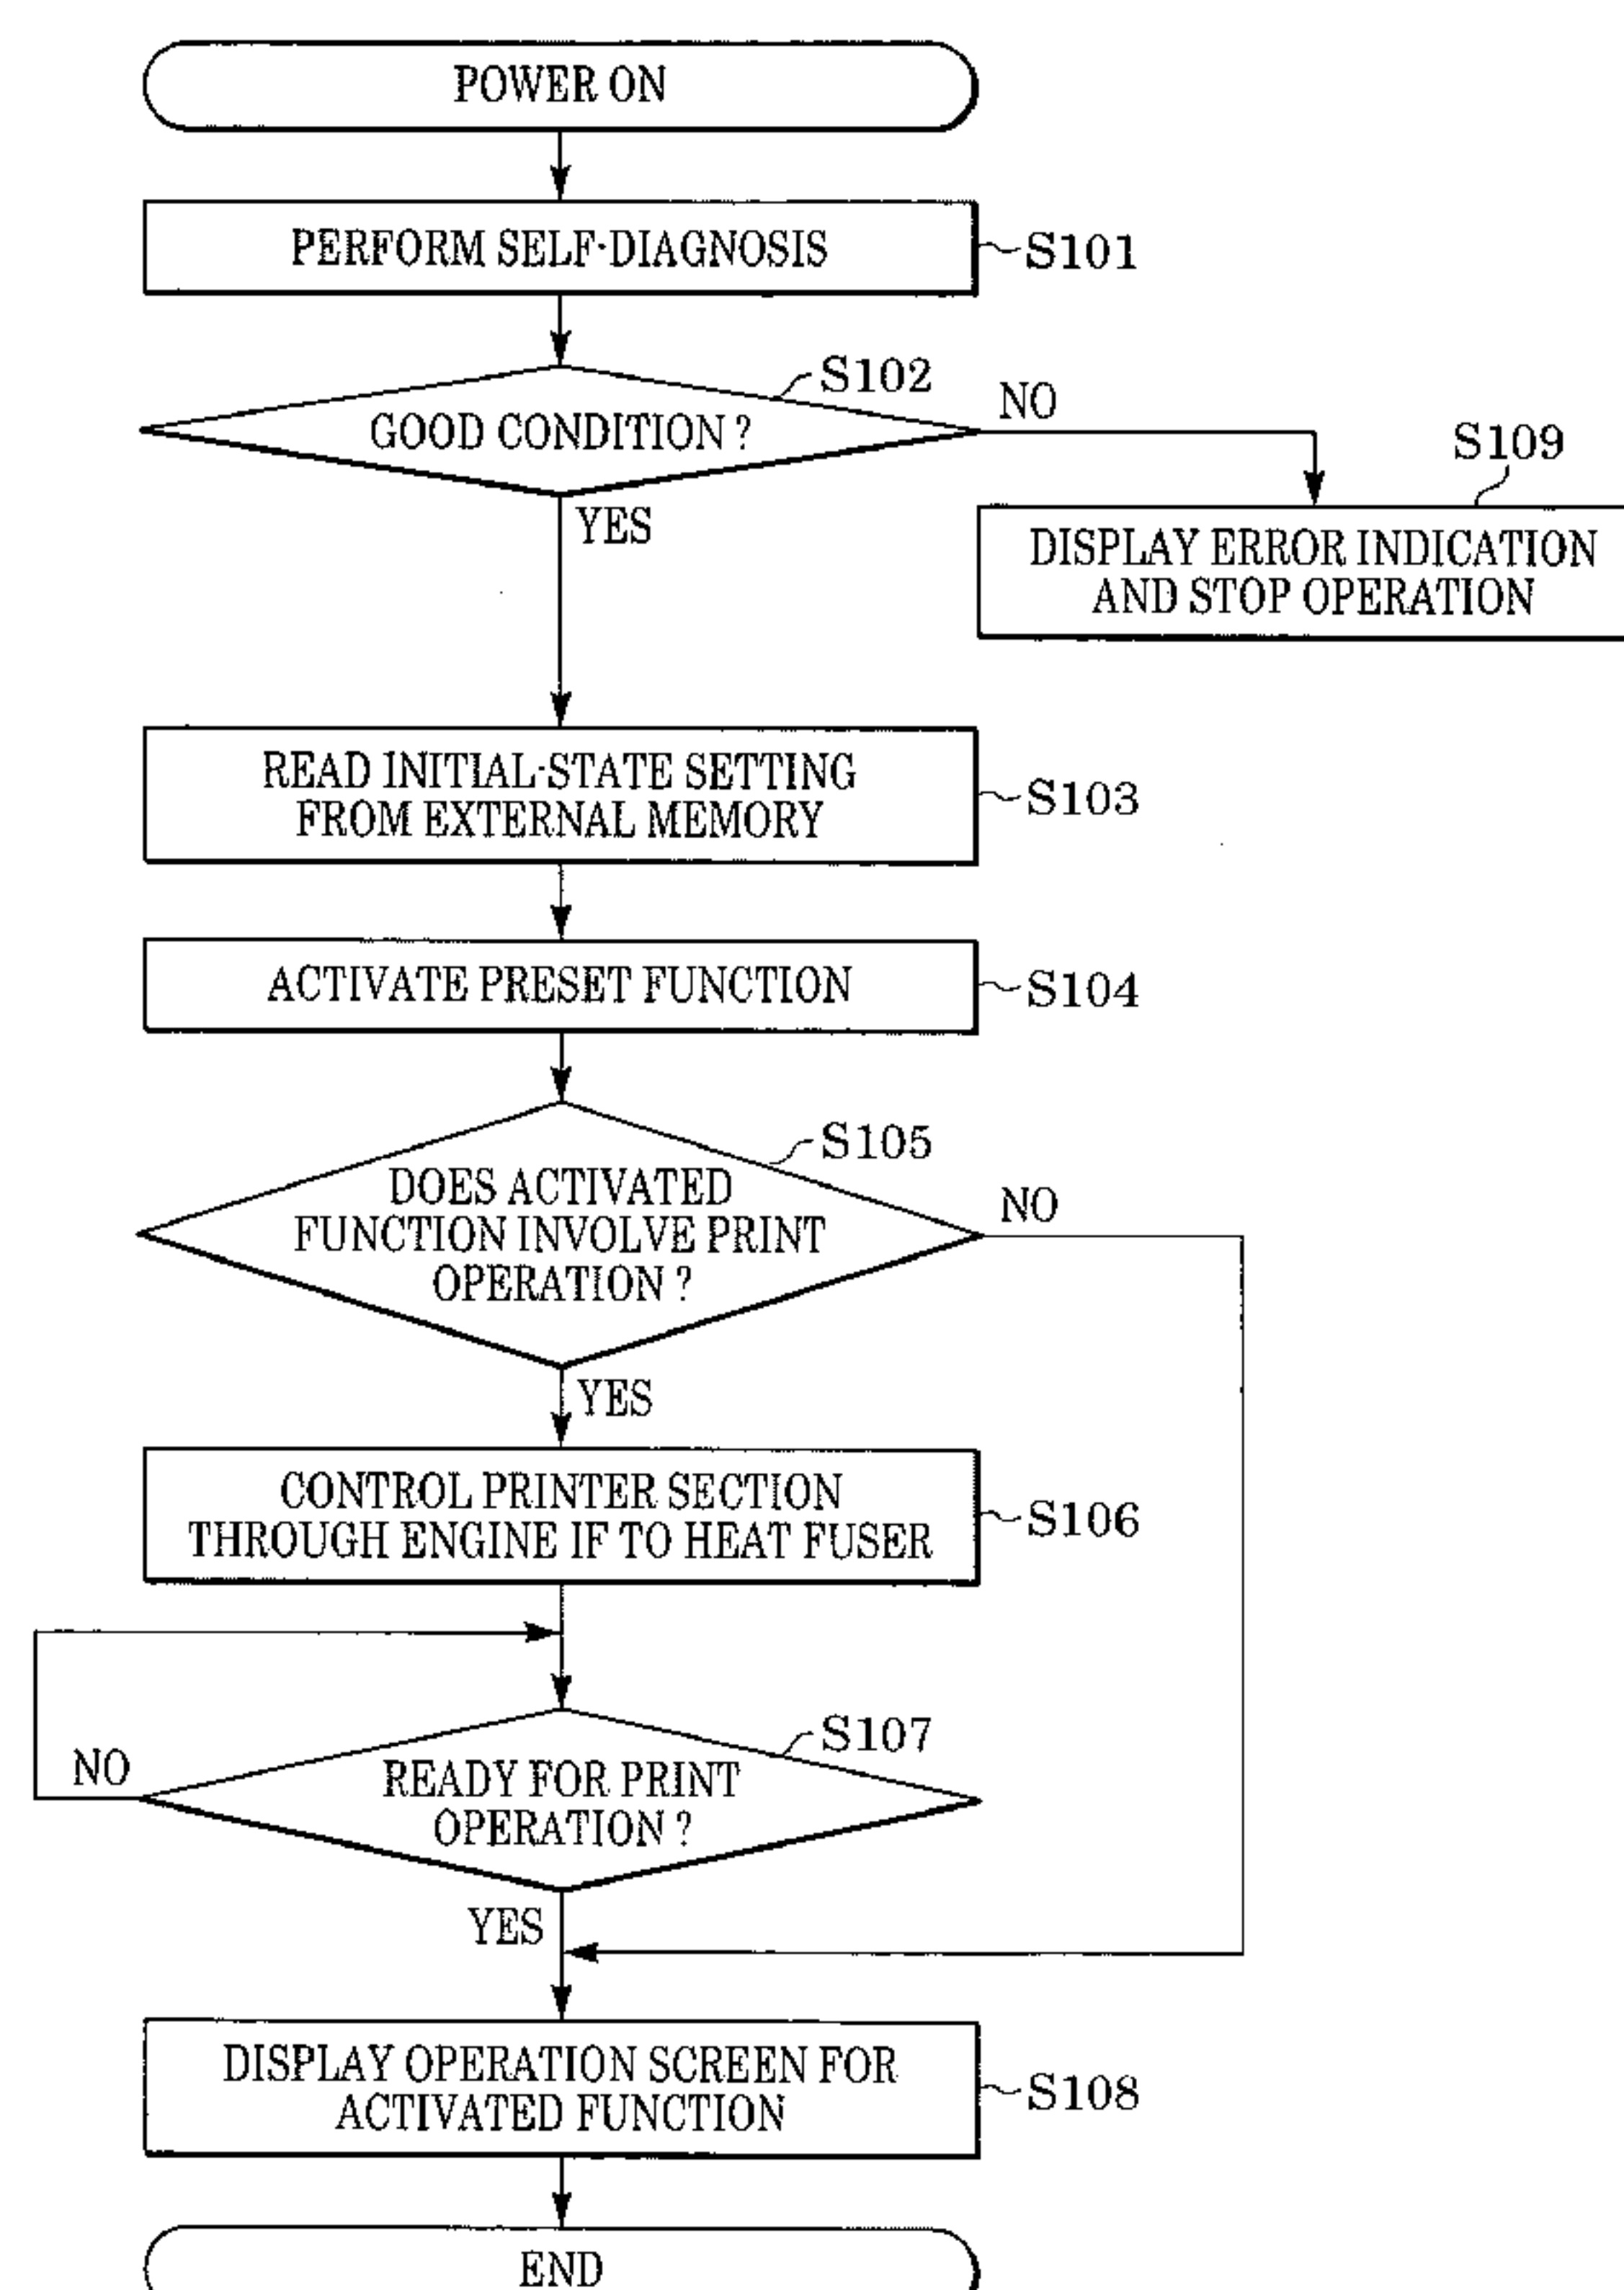 POWER ON
PERFORM SELF-DIAGNOSIS
S101
S102
GOOD CONDITION ?
NO
S109
YES
DISPLAY ERROR INDICATION
AND STOP OPERATION
READ INITIAL-STATE SETTING
FROM EXTERNAL MEMORY
S103
ACTIVATE PRESET FUNCTION
S104
S105
DOES ACTIVATED
FUNCTION INVOLVE PRINT
OPERATION ?
NO
YES
CONTROL PRINTER SECTION
THROUGH ENGINE IF TO HEAT FUSER
S106
S107
NO
READY FOR PRINT
OPERATION ?
YES
DISPLAY OPERATION SCREEN FOR
ACTIVATED FUNCTION
S108
END